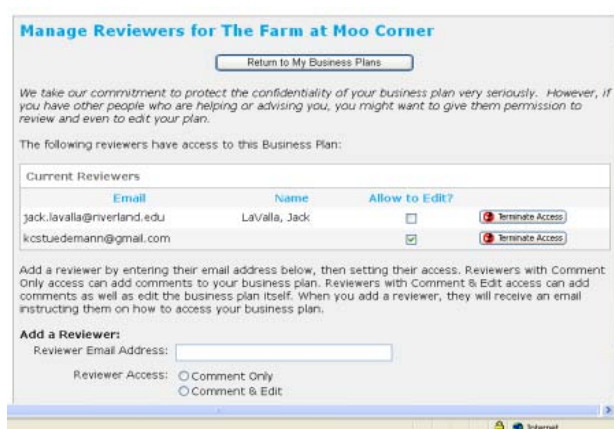 Manage Reviewers for The Farm at Moo Corner
Return to My Business Plans
We take our commitment to protect the confidentiality of your business plan very seriously. However, if
you have other people who are helping or advising you, you might want to give them permission to
review and even to edit your plan.
The following reviewers have access to this Business Plan:
Current Reviewers
Email Name Allow to Edit?
jack.lavalla@riverland.edu LaValla, Jack Terminate Access
kcstuedemann@gmail.com Terminate Access
Add a reviewer by entering their email address below, then setting their access. Reviewers with Comment
Only access can add comments to your business plan. Reviewers with Comment & Edit access can add
comments as well as edit the business plan itself. When you add a reviewer, they will receive an email
instructing them on how to access your business plan.
Add a Reviewer:
Reviewer Email Address:
Reviewer Access: Comment Only
Comment & Edit
Internet